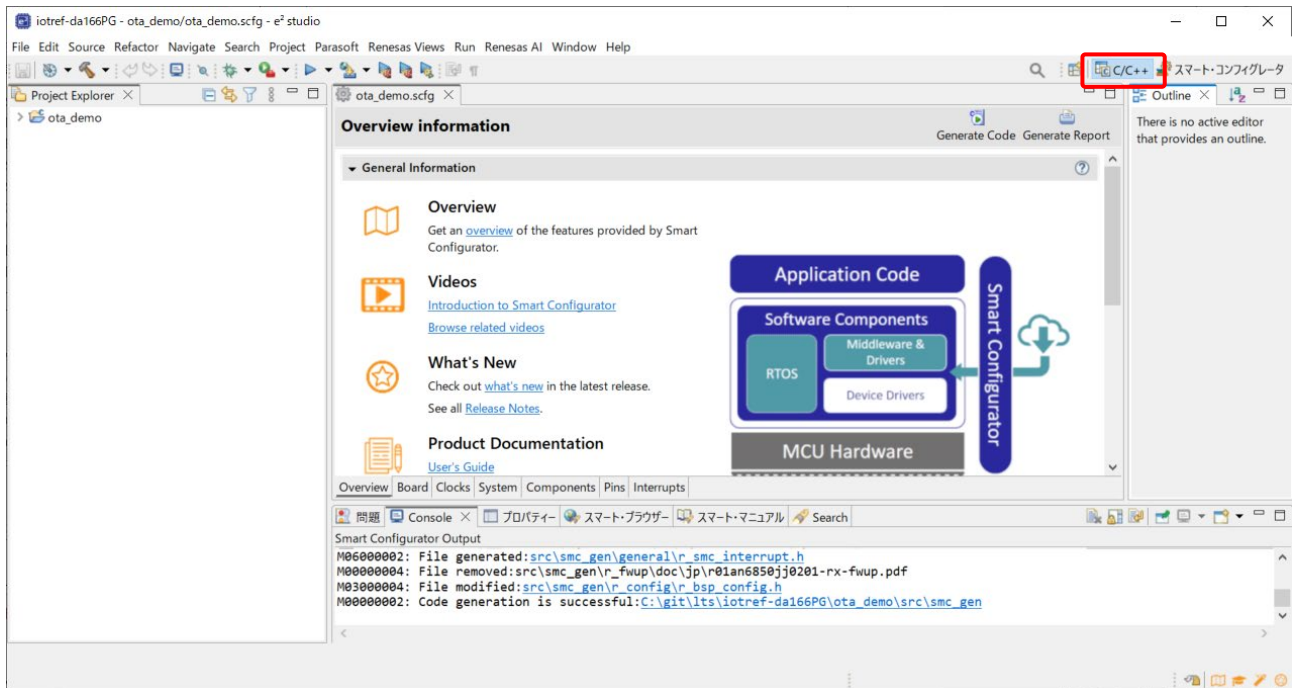 iotref-da166PG - ota_demo/ota_demo.scfg - e² studio
File Edit Source Refactor Navigate Search Project Parasoft Renesas Views Run Renesas AI Window Help
C/C++ スマート・コンフィグレータ
Project Explorer
ota_demo
ota_demo.scfg
Overview information
Generate Code Generate Report
General Information
Overview
Get an overview of the features provided by Smart
Configurator.
Videos
Introduction to Smart Configurator
Browse related videos
What's New
Check out what's new in the latest release.
See all Release Notes.
Product Documentation
User's Guide
Application Code
Software Components
RTOS
Middleware &
Drivers
Device Drivers
MCU Hardware
Smart Configurator
Overview Board Clocks System Components Pins Interrupts
Outline
There is no active editor
that provides an outline.
問題 Console プロパティー スマート・ブラウザー スマート・マニュアル Search
Smart Configurator Output
M06000002: File generated:src\smc_gen\general\r_smc_interrupt.h
M00000004: File removed:src\smc_gen\r_fwup\doc\jp\r01an6850jj0201-rx-fwup.pdf
M03000004: File modified:src\smc_gen\r_config\r_bsp_config.h
M00000002: Code generation is successful:C:\git\lts\iotref-da166PG\ota_demo\src\smc_gen